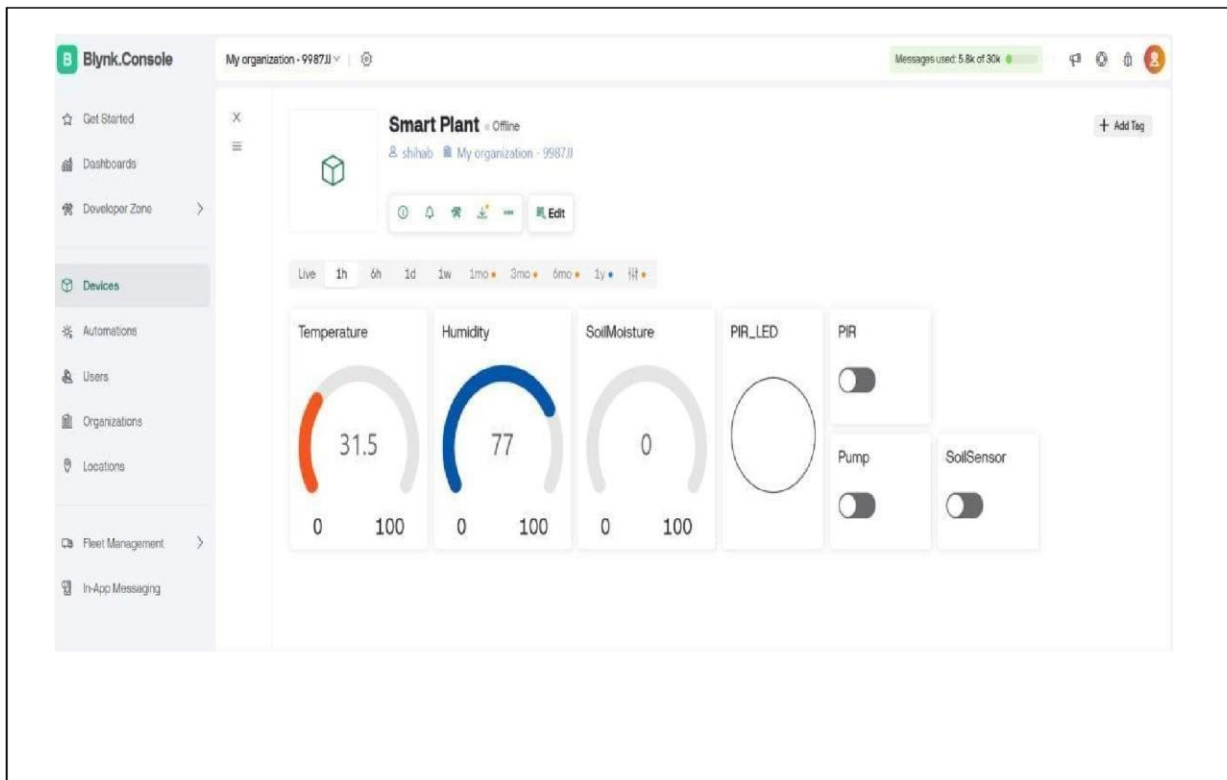 B Blynk.Console
My organization - 9987JJ
Messages used: 5.8k of 30k
Get Started
Dashboards
Developer Zone
Devices
Automations
Users
Organizations
Locations
Fleet Management
In-App Messaging
Smart Plant Offline
shihab My organization - 9987JJ
Edit
+ Add Tag
Live 1h 6h 1d 1w 1mo 3mo 6mo 1y
Temperature
31.5
0 100
Humidity
77
0 100
SoilMoisture
0
0 100
PIR_LED
PIR
Pump
SoilSensor